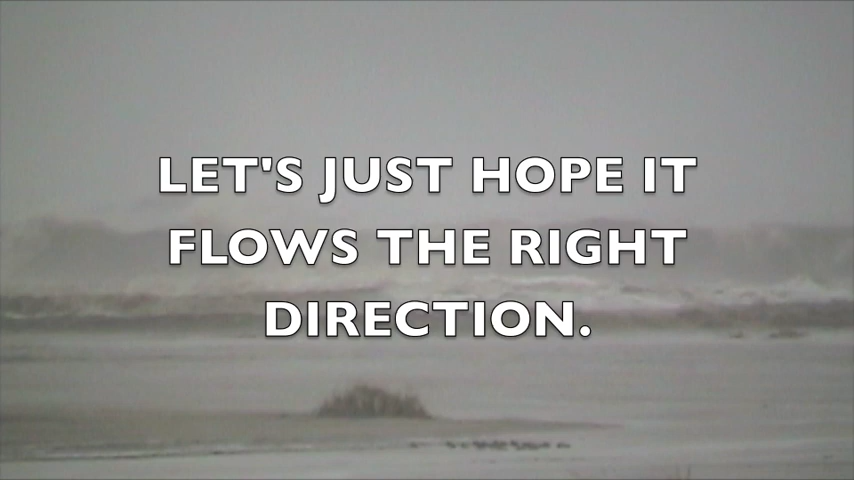 LET'S JUST HOPE IT
FLOWS THE RIGHT
DIRECTION.